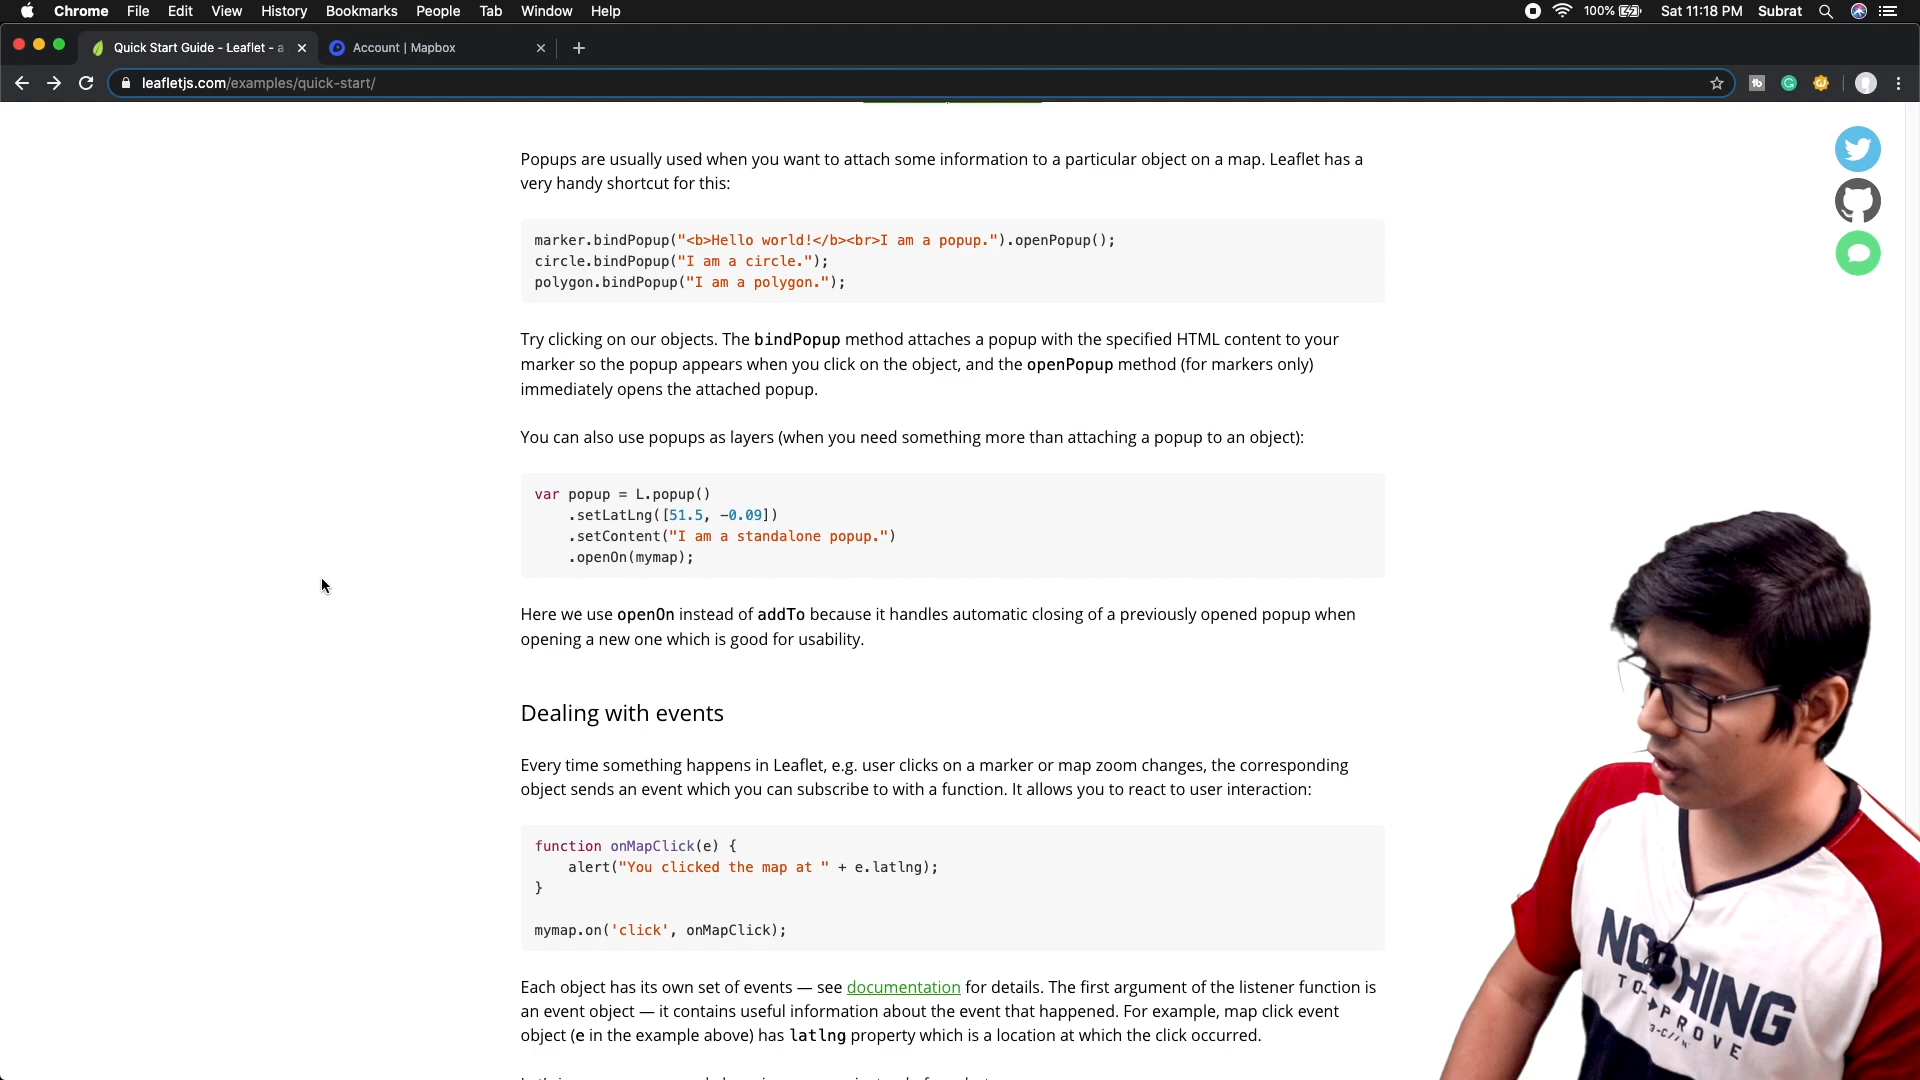 Chrome File Edit View History Bookmarks People Tab Window Help 100% Sat 11:18 PM Subrat
Quick Start Guide - Leaflet - a Account | Mapbox
leafletjs.com/examples/quick-start/
Popups are usually used when you want to attach some information to a particular object on a map. Leaflet has a
very handy shortcut for this:
marker.bindPopup("<b>Hello world!</b><br>I am a popup.").openPopup();
circle.bindPopup("I am a circle.");
polygon.bindPopup("I am a polygon.");
Try clicking on our objects. The bindPopup method attaches a popup with the specified HTML content to your
marker so the popup appears when you click on the object, and the openPopup method (for markers only)
immediately opens the attached popup.
You can also use popups as layers (when you need something more than attaching a popup to an object):
var popup = L.popup()
.setLatLng([51.5, -0.09])
.setContent("I am a standalone popup.")
.openOn(mymap);
Here we use openOn instead of addTo because it handles automatic closing of a previously opened popup when
opening a new one which is good for usability.
Dealing with events
Every time something happens in Leaflet, e.g. user clicks on a marker or map zoom changes, the corresponding
object sends an event which you can subscribe to with a function. It allows you to react to user interaction:
function onMapClick(e) {
alert("You clicked the map at " + e.latlng);
}
mymap.on('click', onMapClick);
Each object has its own set of events — see documentation for details. The first argument of the listener function is
an event object — it contains useful information about the event that happened. For example, map click event
object (e in the example above) has latlng property which is a location at which the click occurred.
NOTHING
TO
PROVE